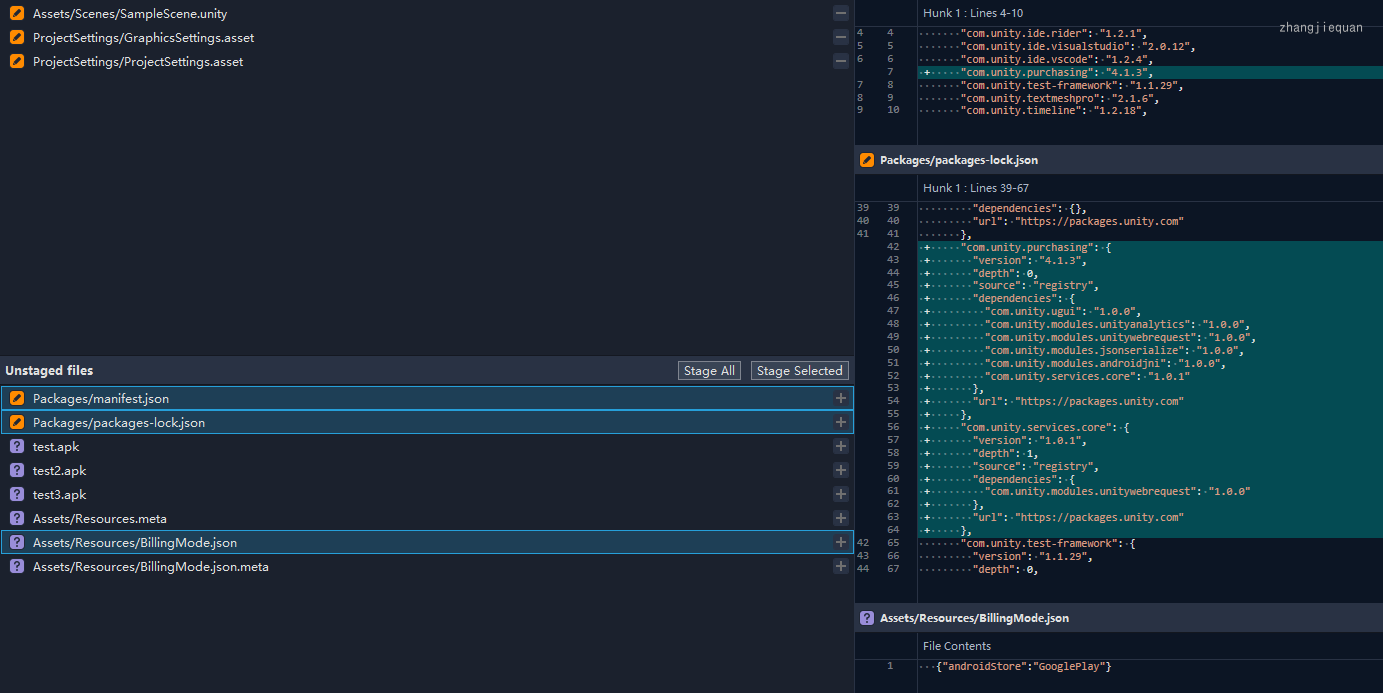 Assets/Scenes/SampleScene.unity
ProjectSettings/GraphicsSettings.asset
ProjectSettings/ProjectSettings.asset
Unstaged files Stage All Stage Selected
Packages/manifest.json
Packages/packages-lock.json
test.apk
test2.apk
test3.apk
Assets/Resources.meta
Assets/Resources/BillingMode.json
Assets/Resources/BillingMode.json.meta
Hunk 1 : Lines 4-10
zhangjiequan
4 4 "com.unity.ide.rider": "1.2.1",
5 5 "com.unity.ide.visualstudio": "2.0.12",
6 6 "com.unity.ide.vscode": "1.2.4",
7 + "com.unity.purchasing": "4.1.3",
7 8 "com.unity.test-framework": "1.1.29",
8 9 "com.unity.textmeshpro": "2.1.6",
9 10 "com.unity.timeline": "1.2.18",
Packages/packages-lock.json
Hunk 1 : Lines 39-67
39 39 "dependencies": {},
40 40 "url": "https://packages.unity.com"
41 41 },
42 + "com.unity.purchasing": {
43 + "version": "4.1.3",
44 + "depth": 0,
45 + "source": "registry",
46 + "dependencies": {
47 + "com.unity.ugui": "1.0.0",
48 + "com.unity.modules.unityanalytics": "1.0.0",
49 + "com.unity.modules.unitywebrequest": "1.0.0",
50 + "com.unity.modules.jsonserialize": "1.0.0",
51 + "com.unity.modules.androidjni": "1.0.0",
52 + "com.unity.services.core": "1.0.1"
53 + },
54 + "url": "https://packages.unity.com"
55 + },
56 + "com.unity.services.core": {
57 + "version": "1.0.1",
58 + "depth": 1,
59 + "source": "registry",
60 + "dependencies": {
61 + "com.unity.modules.unitywebrequest": "1.0.0"
62 + },
63 + "url": "https://packages.unity.com"
64 + },
42 65 "com.unity.test-framework": {
43 66 "version": "1.1.29",
44 67 "depth": 0,
Assets/Resources/BillingMode.json
File Contents
1 {"androidStore":"GooglePlay"}